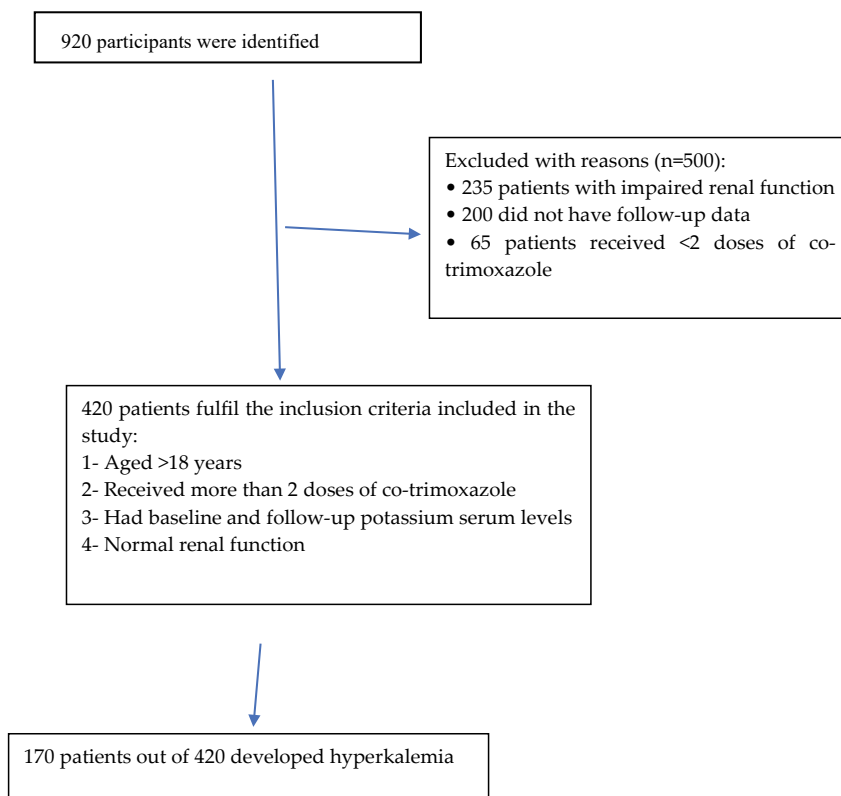 920 participants were identified
Excluded with reasons (n=500):
• 235 patients with impaired renal function
• 200 did not have follow-up data
• 65 patients received <2 doses of co-
trimoxazole
420 patients fulfil the inclusion criteria included in the
study:
1- Aged >18 years
2- Received more than 2 doses of co-trimoxazole
3- Had baseline and follow-up potassium serum levels
4- Normal renal function
170 patients out of 420 developed hyperkalemia